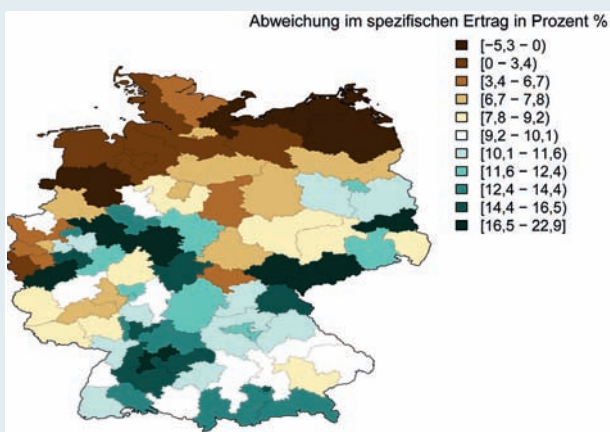 Abweichung im spezifischen Ertrag in Prozent %
[−5,3 − 0)
[0 − 3,4)
[3,4 − 6,7)
[6,7 − 7,8)
[7,8 − 9,2)
[9,2 − 10,1)
[10,1 − 11,6)
[11,6 − 12,4)
[12,4 − 14,4)
[14,4 − 16,5)
[16,5 − 22,9]